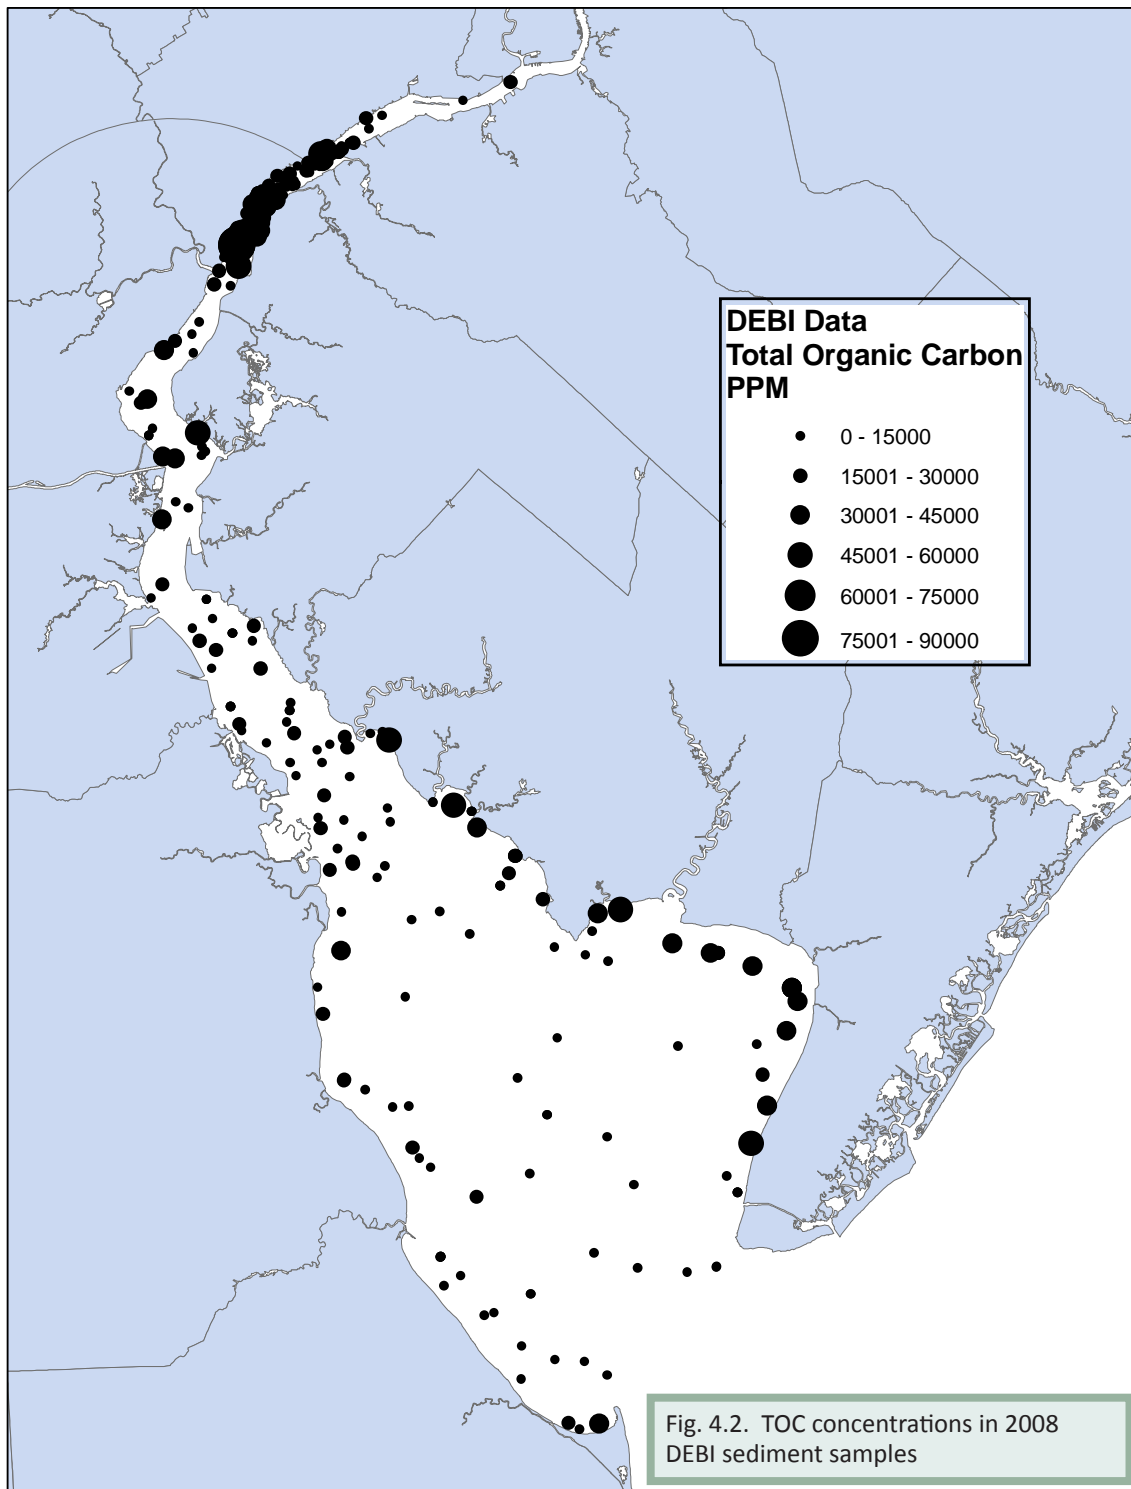 DEBI Data
Total Organic Carbon
PPM
0 - 15000
15001 - 30000
30001 - 45000
45001 - 60000
60001 - 75000
75001 - 90000
Fig. 4.2.  TOC concentrations in 2008
DEBI sediment samples